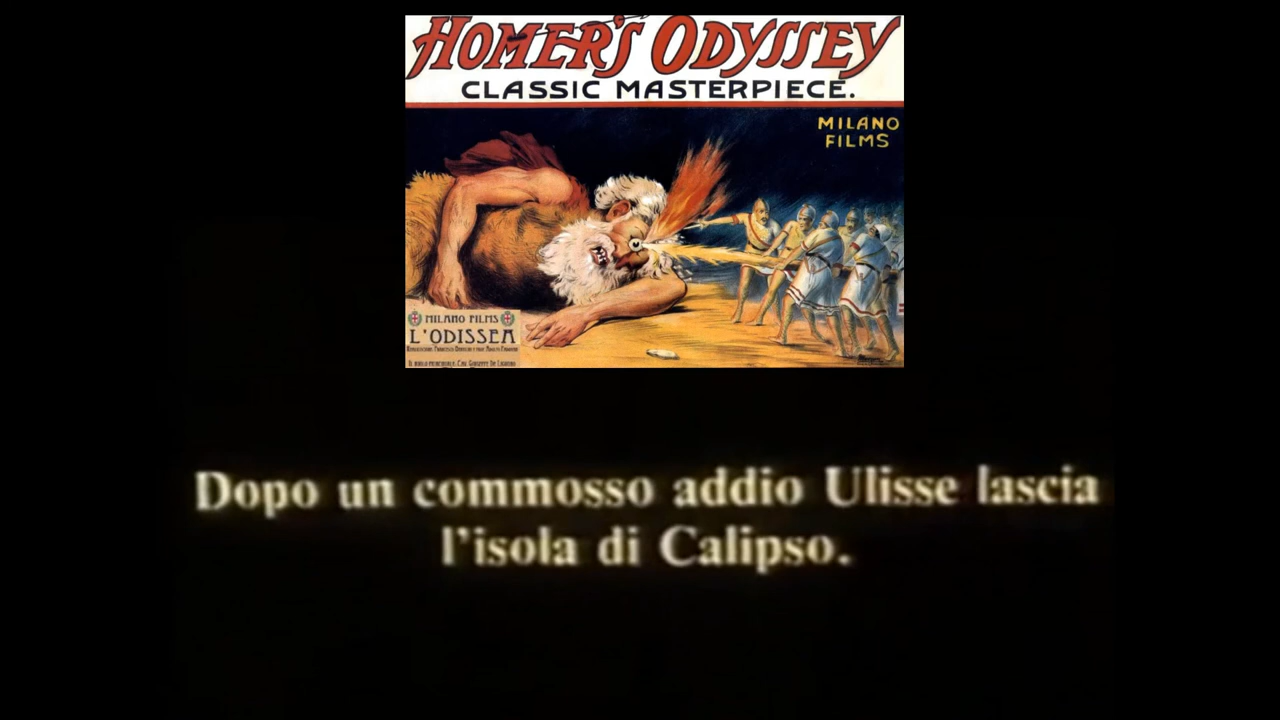 HOMER'S ODYSSEY
CLASSIC MASTERPIECE.
MILANO
FILMS
MILANO FILMS
L'ODISSEA
Dopo un commosso addio Ulisse lascia
l'isola di Calipso.